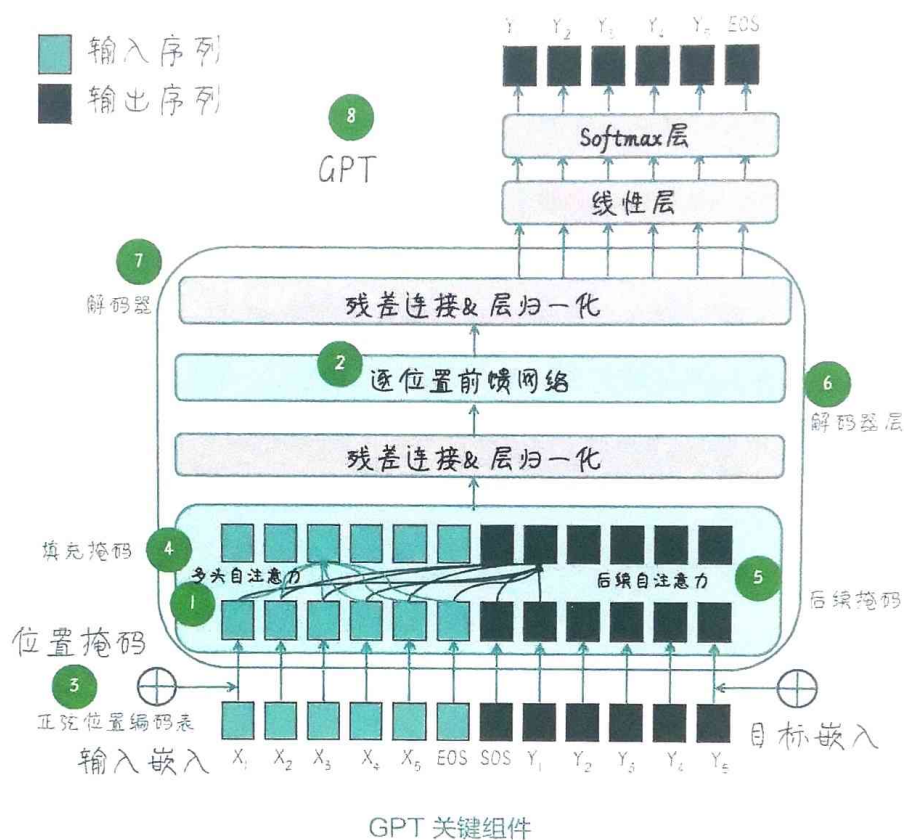 Y Y₂ Y₃ Y₄ Y₅ EOS
输入序列
输出序列
8
GPT
Softmax层
线性层
7
解码器
残差连接& 层归一化
2
逐位置前馈网络
6
解码器层
残差连接& 层归一化
填充掩码
4
多头自注意力
后续自注意力
5
1
后续掩码
位置掩码
3
正弦位置编码表
输入嵌入
目标嵌入
X₁ X₂ X₃ X₄ X₅ EOS SOS Y₁ Y₂ Y₃ Y₄ Y₅
GPT 关键组件